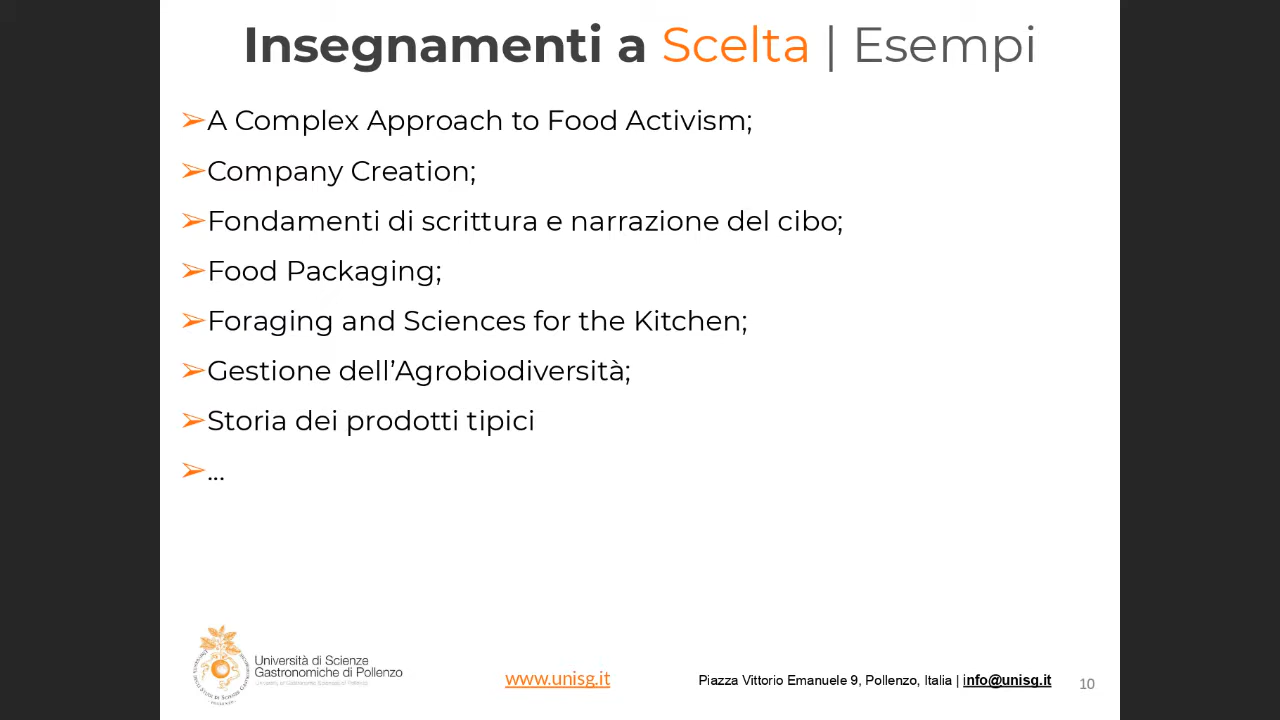 Insegnamenti a Scelta | Esempi
➢A Complex Approach to Food Activism;
➢Company Creation;
➢Fondamenti di scrittura e narrazione del cibo;
➢Food Packaging;
➢Foraging and Sciences for the Kitchen;
➢Gestione dell’Agrobiodiversità;
➢Storia dei prodotti tipici
➢...
Università di Scienze
Gastronomiche di Pollenzo
www.unisg.it
Piazza Vittorio Emanuele 9, Pollenzo, Italia | info@unisg.it
10